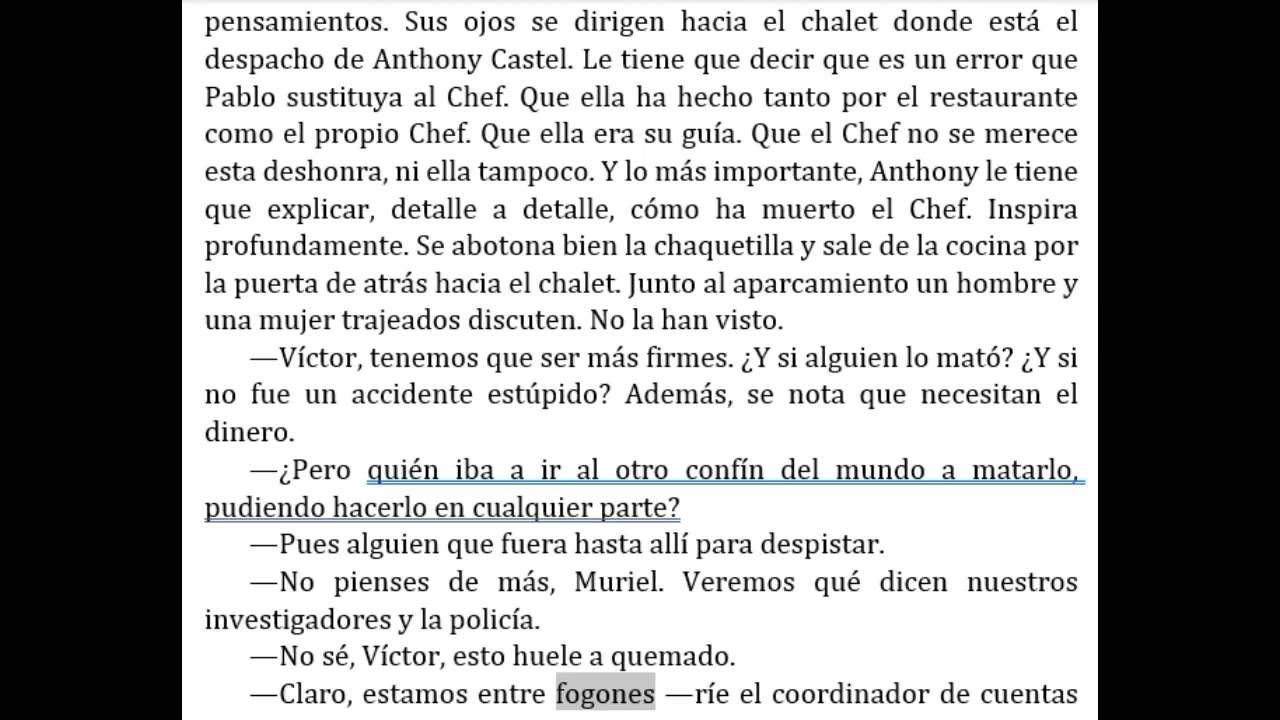 pensamientos. Sus ojos se dirigen hacia el chalet donde está el
despacho de Anthony Castel. Le tiene que decir que es un error que
Pablo sustituya al Chef. Que ella ha hecho tanto por el restaurante
como el propio Chef. Que ella era su guía. Que el Chef no se merece
esta deshonra, ni ella tampoco. Y lo más importante, Anthony le tiene
que explicar, detalle a detalle, cómo ha muerto el Chef. Inspira
profundamente. Se abotona bien la chaquetilla y sale de la cocina por
la puerta de atrás hacia el chalet. Junto al aparcamiento un hombre y
una mujer trajeados discuten. No la han visto.
—Víctor, tenemos que ser más firmes. ¿Y si alguien lo mató? ¿Y si
no fue un accidente estúpido? Además, se nota que necesitan el
dinero.
—¿Pero quién iba a ir al otro confín del mundo a matarlo,
pudiendo hacerlo en cualquier parte?
—Pues alguien que fuera hasta allí para despistar.
—No pienses de más, Muriel. Veremos qué dicen nuestros
investigadores y la policía.
—No sé, Víctor, esto huele a quemado.
—Claro, estamos entre fogones —ríe el coordinador de cuentas